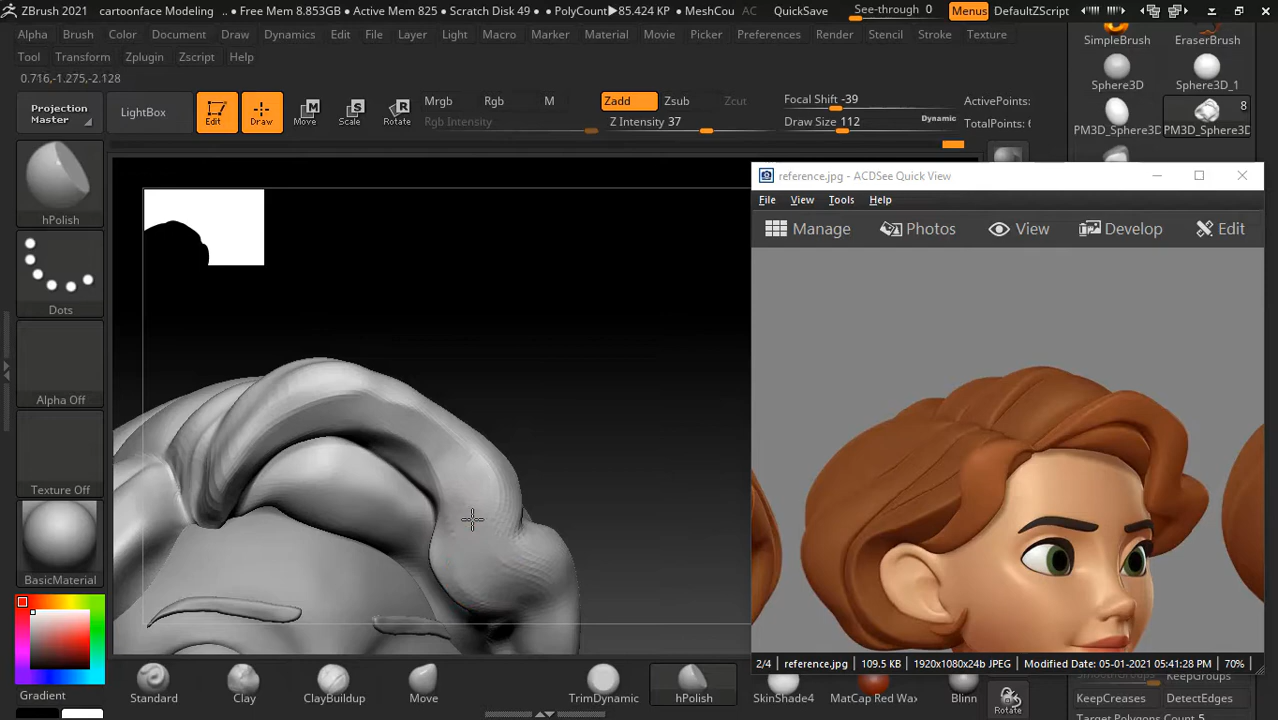 ZBrush 2021 cartoonface Modeling .. • Free Mem 8.853GB • Active Mem 825 • Scratch Disk 49 • PolyCount▸85.424 KP • MeshCou AC QuickSave See-through 0 Menus DefaultZScript
Alpha Brush Color Document Draw Dynamics Edit File Layer Light Macro Marker Material Movie Picker Preferences Render Stencil Stroke Texture
Tool Transform Zplugin Zscript Help
0.716,-1.275,-2.128
Projection Master
LightBox
Edit
Draw
Move
Scale
Rotate
Mrgb Rgb M
Rgb Intensity
Zadd Zsub Zcut
Z Intensity 37
Focal Shift -39
Draw Size 112 Dynamic
ActivePoints:
TotalPoints: 6
SimpleBrush EraserBrush
Sphere3D Sphere3D_1
8
PM3D_Sphere3D PM3D_Sphere3D
hPolish
Dots
Alpha Off
Texture Off
BasicMaterial
Gradient
reference.jpg - ACDSee Quick View
File View Tools Help
Manage Photos View Develop Edit
2/4 reference.jpg 109.5 KB 1920x1080x24b JPEG Modified Date: 05-01-2021 05:41:28 PM 70%
Standard Clay ClayBuildup Move TrimDynamic hPolish SkinShade4 MatCap Red Wax Blinn Rotate
KeepGroups
KeepCreases DetectEdges
Target Polygons Count 5